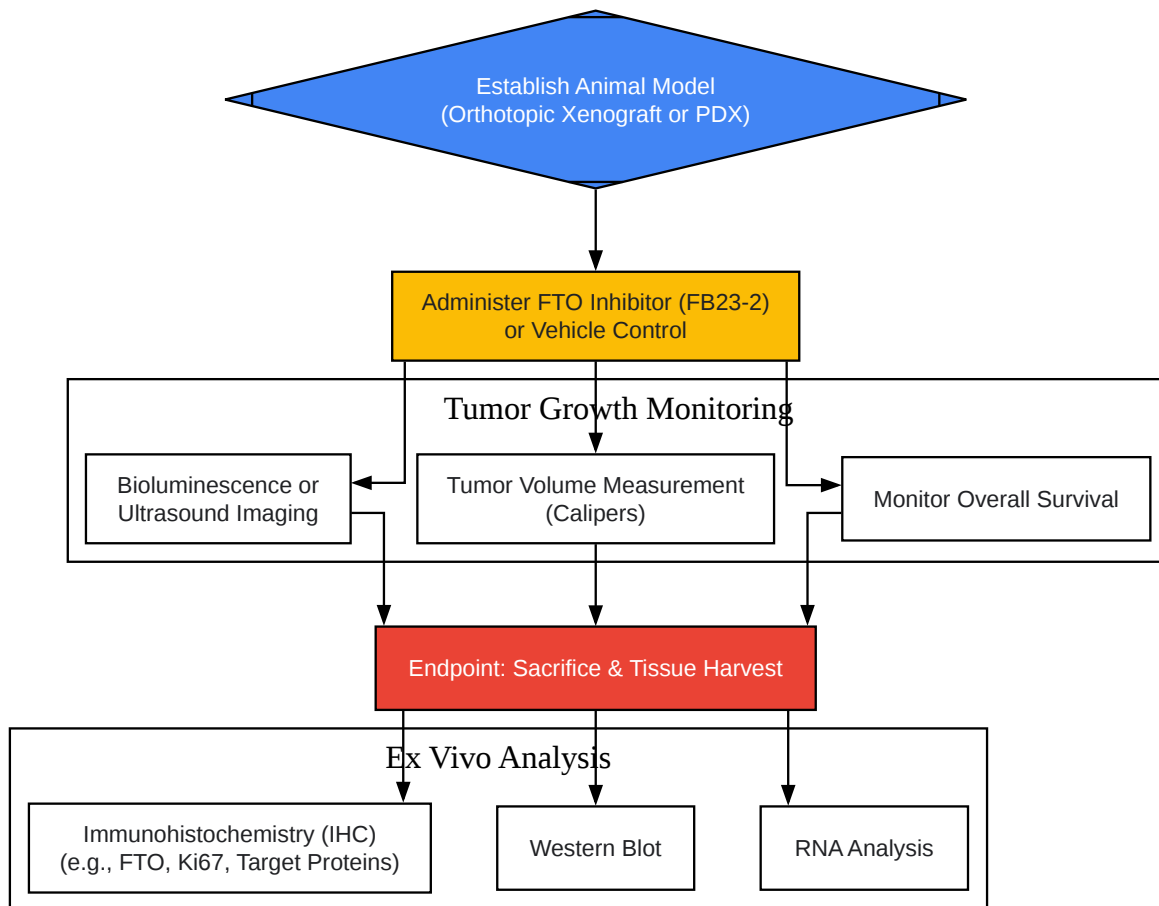 Establish Animal Model
(Orthotopic Xenograft or PDX)
Administer FTO Inhibitor (FB23-2)
or Vehicle Control
Tumor Growth Monitoring
Bioluminescence or
Ultrasound Imaging
Tumor Volume Measurement
(Calipers)
Monitor Overall Survival
Endpoint: Sacrifice & Tissue Harvest
Ex Vivo Analysis
Immunohistochemistry (IHC)
(e.g., FTO, Ki67, Target Proteins)
Western Blot
RNA Analysis